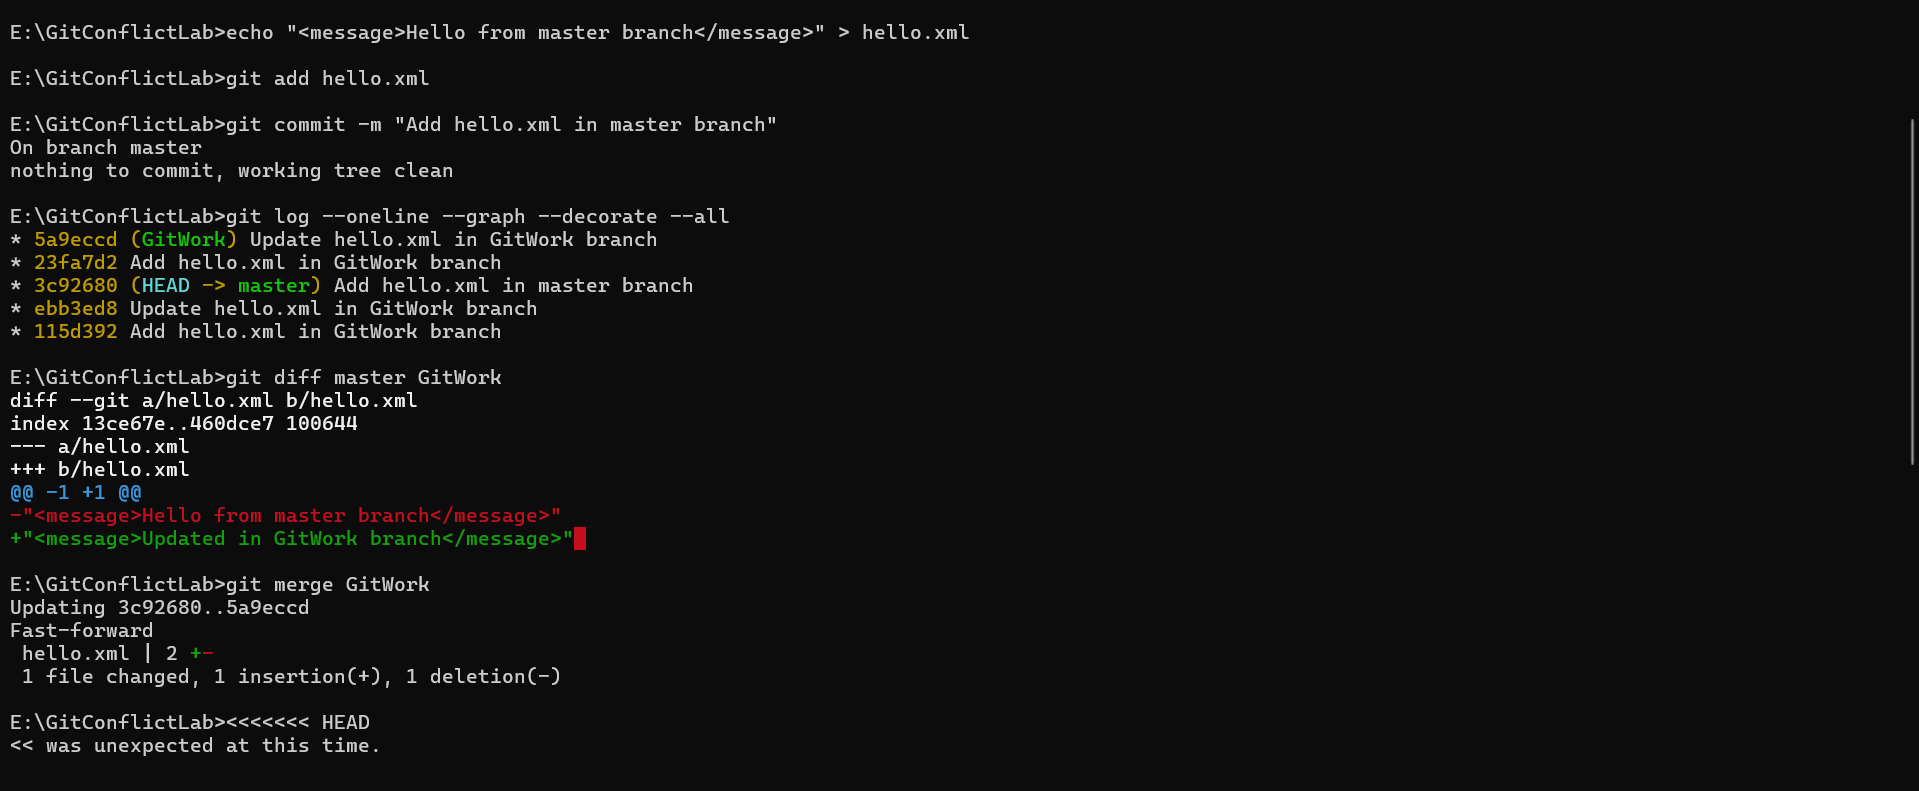 E:\GitConflictLab>echo "<message>Hello from master branch</message>" > hello.xml
E:\GitConflictLab>git add hello.xml
E:\GitConflictLab>git commit -m "Add hello.xml in master branch"
On branch master
nothing to commit, working tree clean
E:\GitConflictLab>git log --oneline --graph --decorate --all
* 5a9eccd (GitWork) Update hello.xml in GitWork branch
* 23fa7d2 Add hello.xml in GitWork branch
* 3c92680 (HEAD -> master) Add hello.xml in master branch
* ebb3ed8 Update hello.xml in GitWork branch
* 115d392 Add hello.xml in GitWork branch
E:\GitConflictLab>git diff master GitWork
diff --git a/hello.xml b/hello.xml
index 13ce67e..460dce7 100644
--- a/hello.xml
+++ b/hello.xml
@@ -1 +1 @@
-"<message>Hello from master branch</message>"
+"<message>Updated in GitWork branch</message>"
E:\GitConflictLab>git merge GitWork
Updating 3c92680..5a9eccd
Fast-forward
 hello.xml | 2 +-
 1 file changed, 1 insertion(+), 1 deletion(-)
E:\GitConflictLab><<<<<<< HEAD
<< was unexpected at this time.